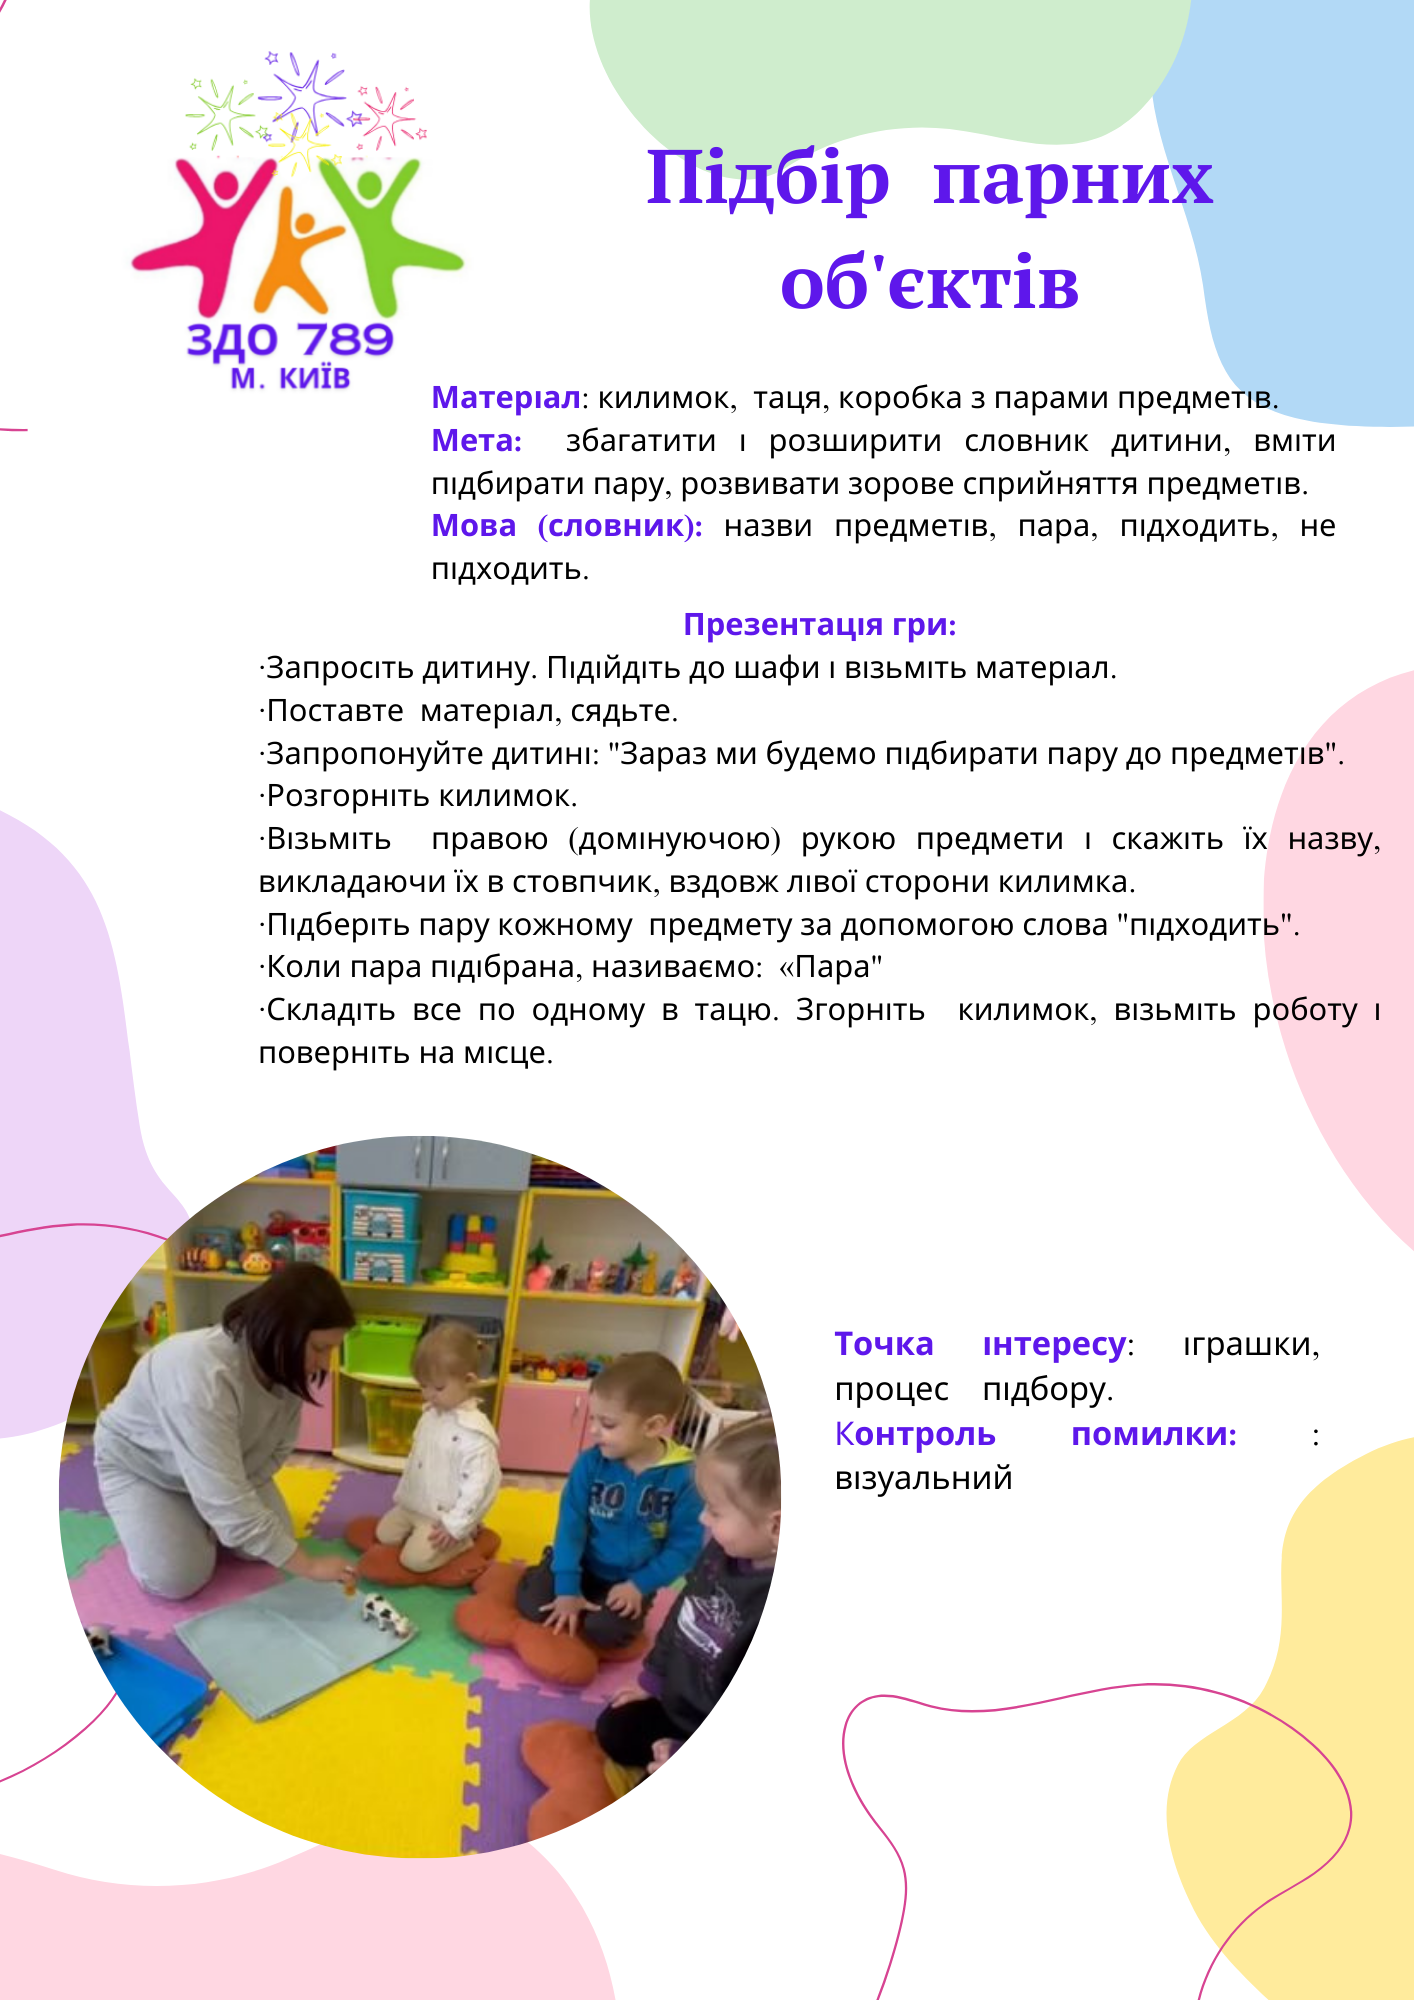 ЗДО 789
М. КИЇВ
Підбір парних
об'єктів
Матеріал: килимок, таця, коробка з парами предметів.
Мета: збагатити і розширити словник дитини, вміти
підбирати пару, розвивати зорове сприйняття предметів.
Мова (словник): назви предметів, пара, підходить, не
підходить.
Презентація гри:
·Запросіть дитину. Підійдіть до шафи і візьміть матеріал.
·Поставте матеріал, сядьте.
·Запропонуйте дитині: "Зараз ми будемо підбирати пару до предметів".
·Розгорніть килимок.
·Візьміть правою (домінуючою) рукою предмети і скажіть їх назву,
викладаючи їх в стовпчик, вздовж лівої сторони килимка.
·Підберіть пару кожному предмету за допомогою слова "підходить".
·Коли пара підібрана, називаємо: «Пара"
·Складіть все по одному в тацю. Згорніть килимок, візьміть роботу і
поверніть на місце.
Точка інтересу: іграшки,
процес підбору.
Контроль помилки: :
візуальний